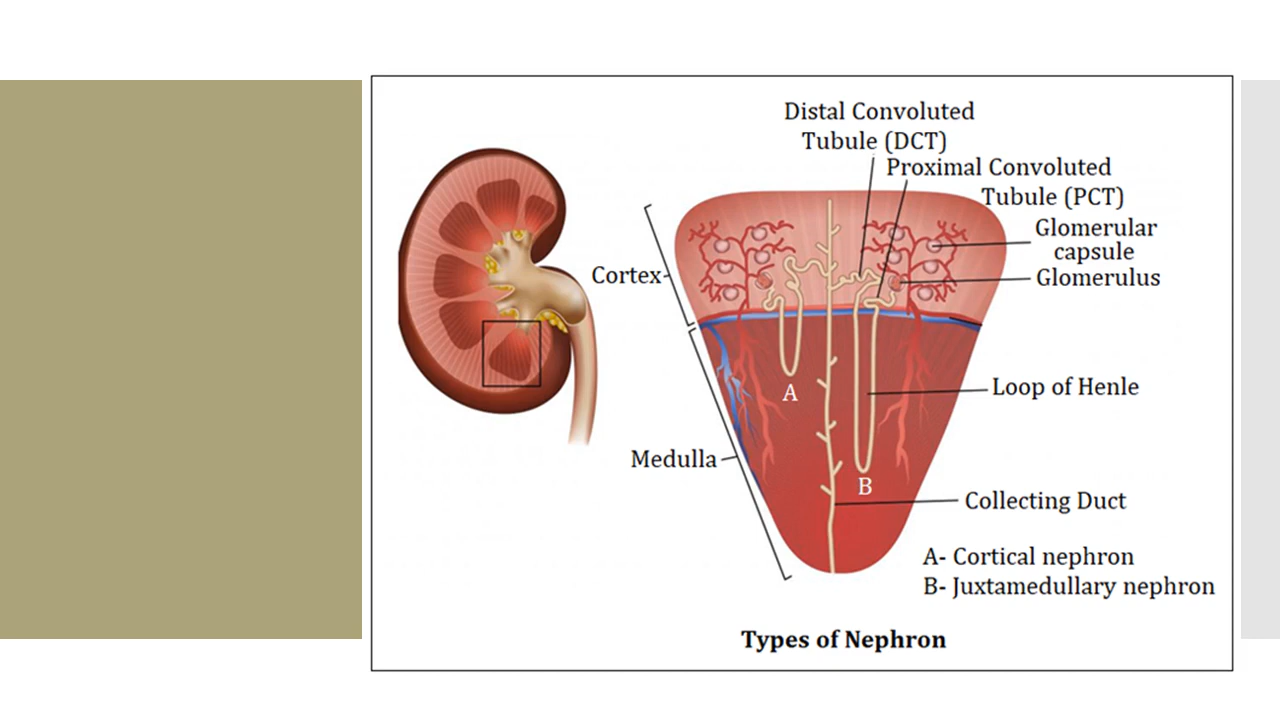 Distal Convoluted
Tubule (DCT)
Proximal Convoluted
Tubule (PCT)
Glomerular
capsule
Glomerulus
Cortex
Loop of Henle
A
Medulla
B
Collecting Duct
A- Cortical nephron
B- Juxtamedullary nephron
Types of Nephron